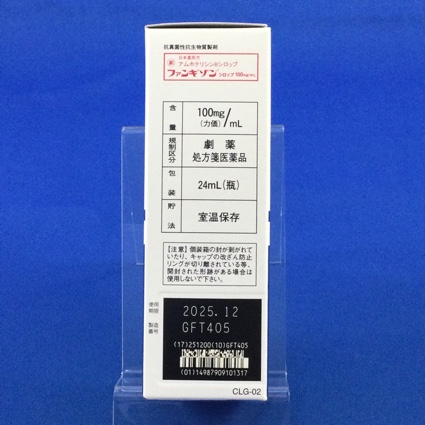 抗真菌性抗生物質製剤
日本薬局方
劇 アムホテリシンBシロップ
ファンギゾン シロップ100mg/mL
含量 100mg(力価)/mL
規制区分 劇薬 処方箋医薬品
包装 24mL(瓶)
貯法 室温保存
【注意】個装箱の封が剥がれて
いたり、キャップの改ざん防止
リングが切り離されている等、
開封された形跡がある場合は
使用しないで下さい。
使用期限 2025.12
製造番号 GFT405
(17)251200(10)GFT405
(01)14987909101317
CLG-02